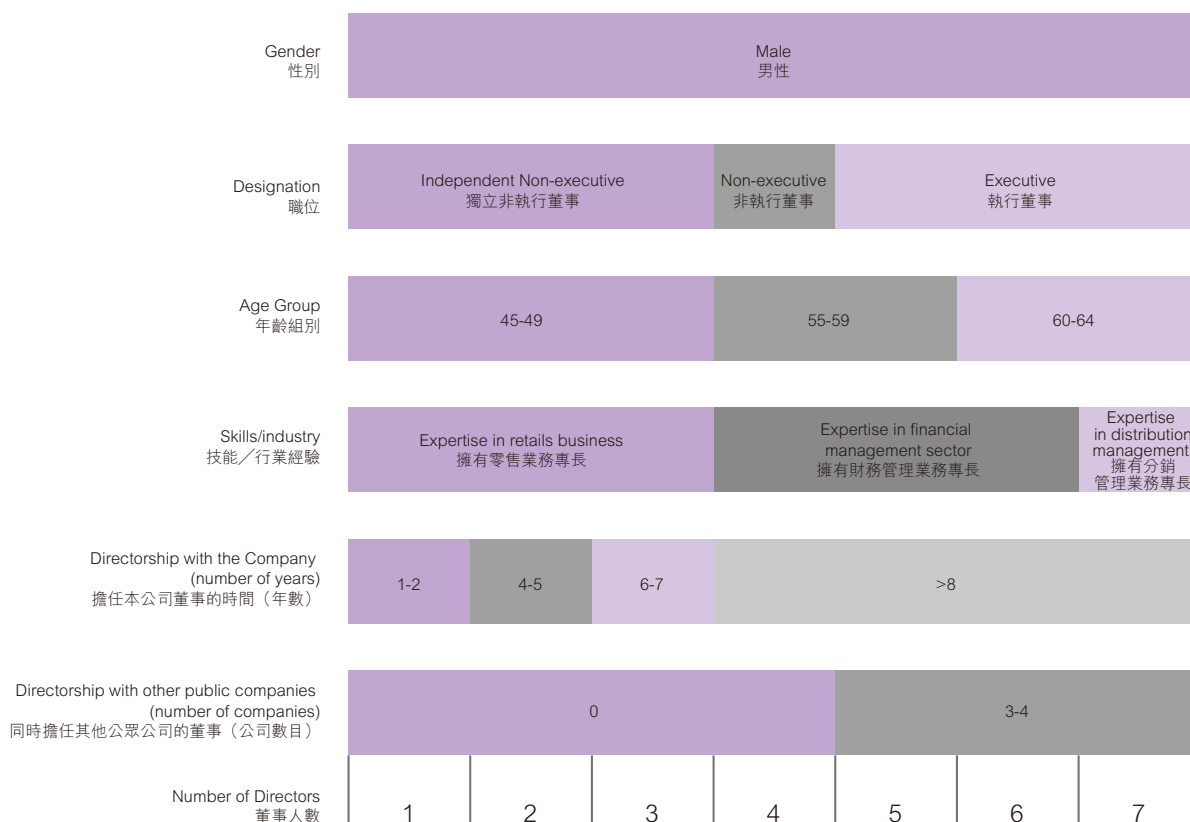 Gender
性別
Male
男性
Designation
職位
Independent Non-executive
獨立非執行董事
Non-executive
非執行董事
Executive
執行董事
Age Group
年齡組別
45-49
55-59
60-64
Skills/industry
技能／行業經驗
Expertise in retails business
擁有零售業務專長
Expertise in financial
management sector
擁有財務管理業務專長
Expertise
in distribution
management
擁有分銷
管理業務專長
Directorship with the Company
(number of years)
擔任本公司董事的時間（年數）
1-2
4-5
6-7
>8
Directorship with other public companies
(number of companies)
同時擔任其他公眾公司的董事（公司數目）
0
3-4
Number of Directors
董事人數
1
2
3
4
5
6
7